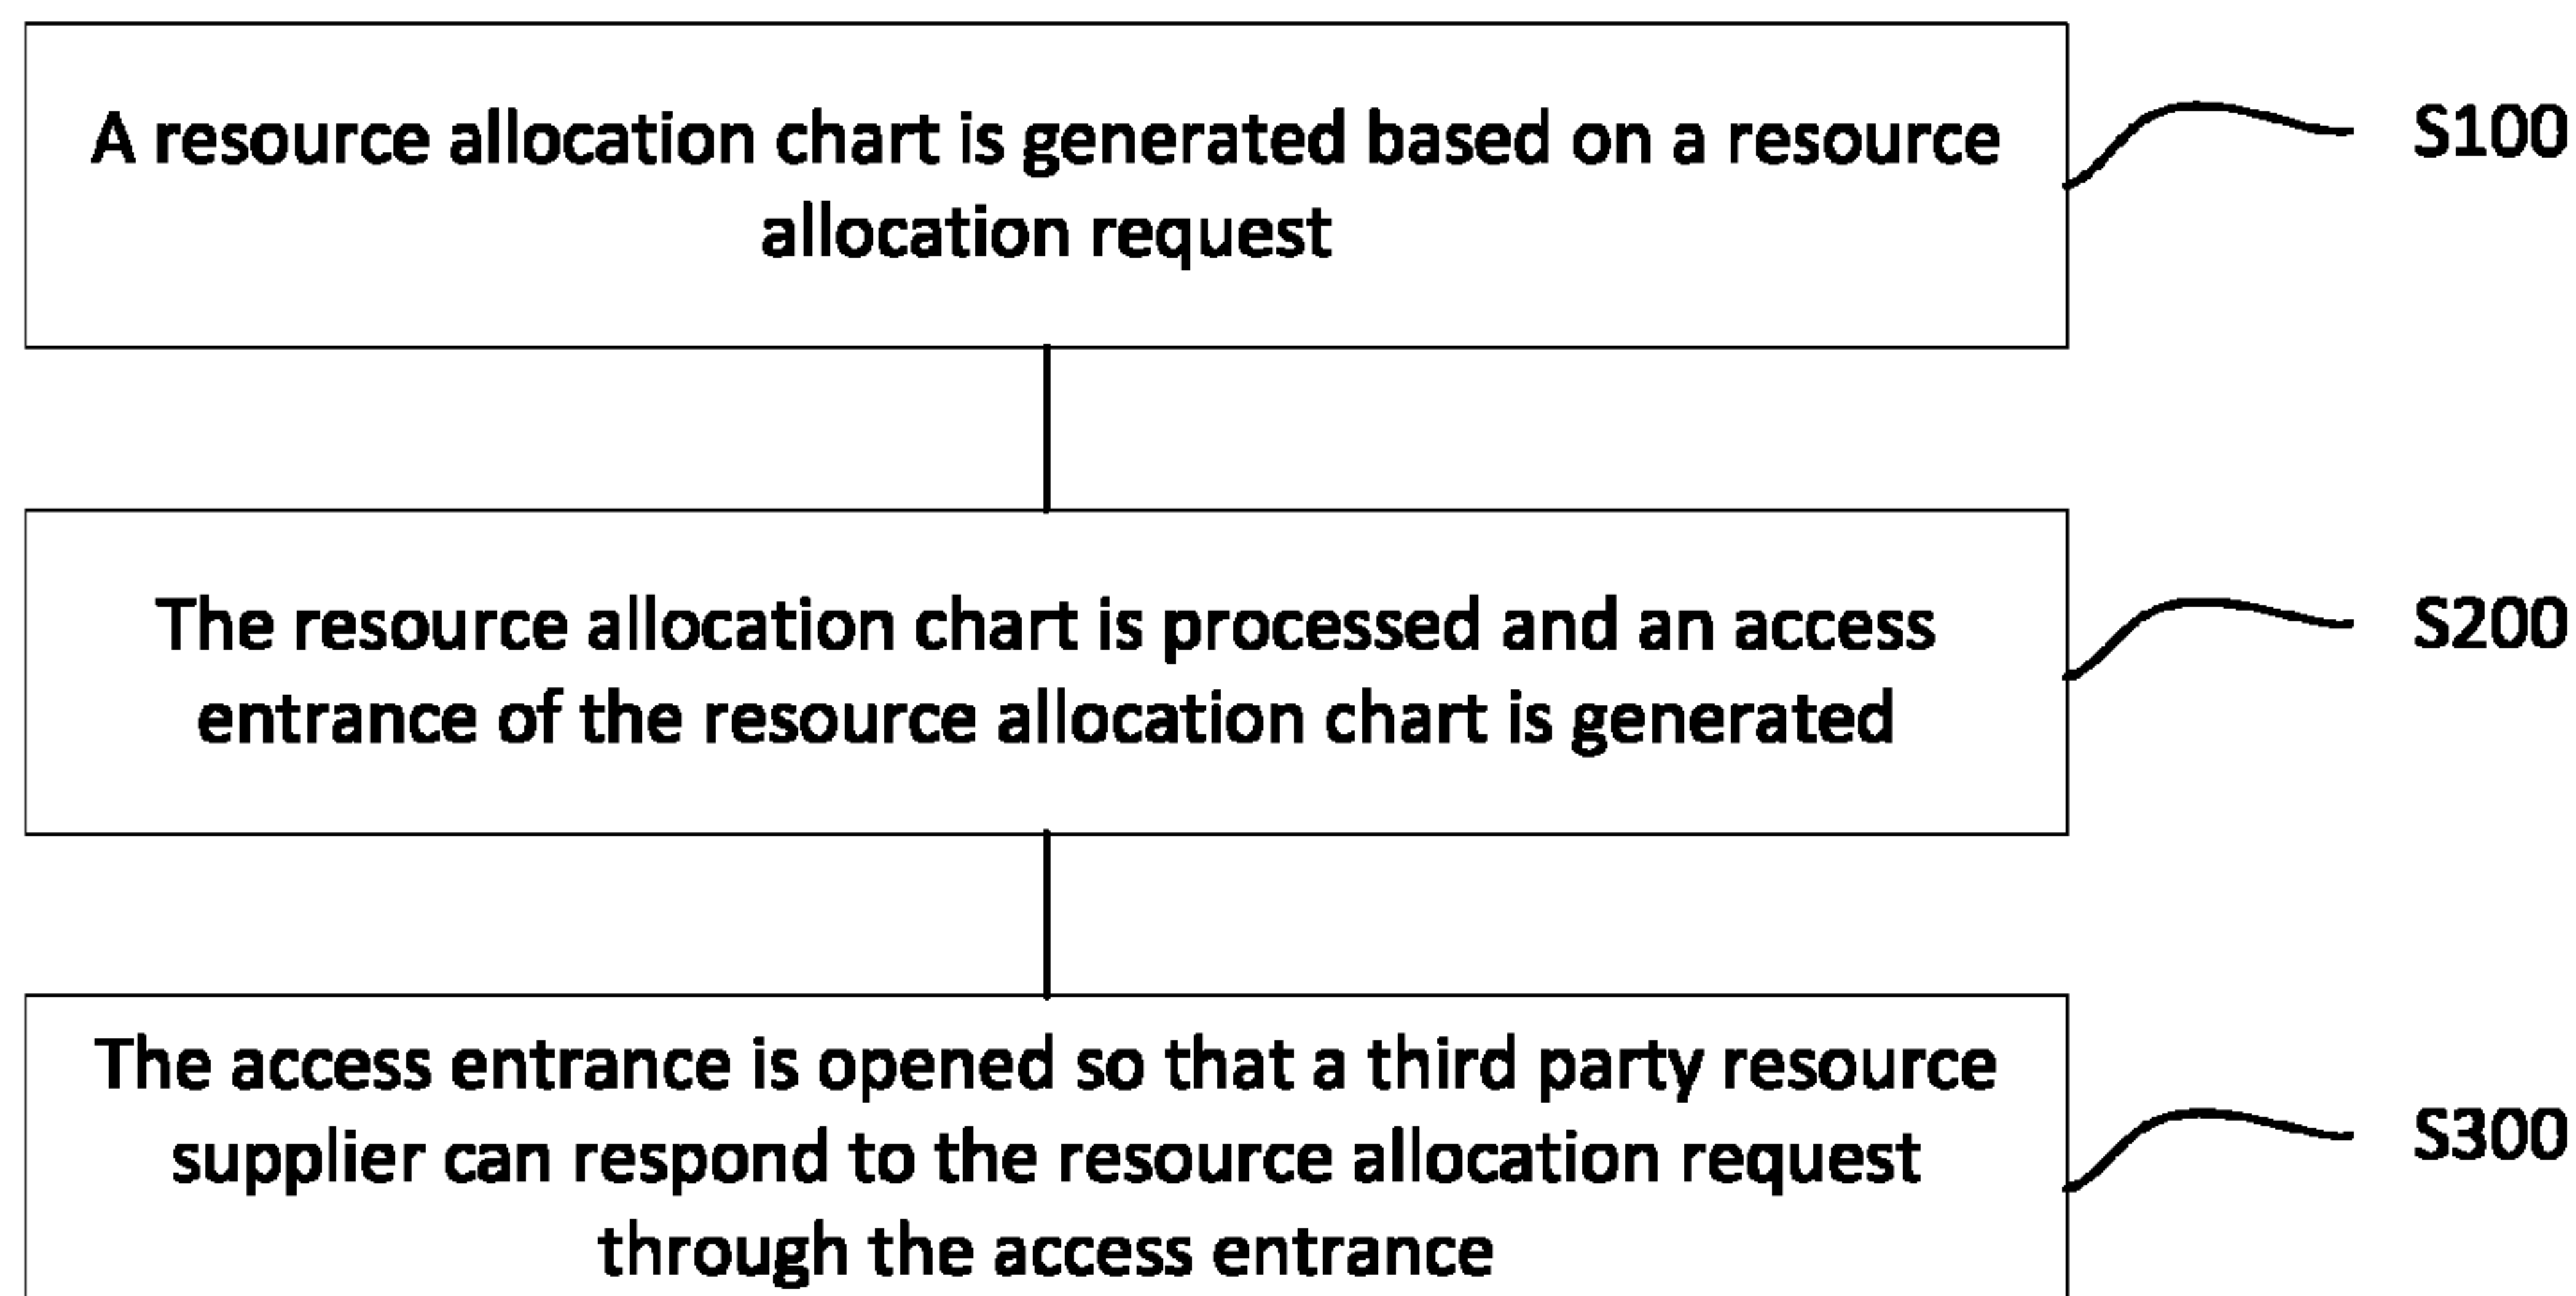 A resource allocation chart is generated based on a resource
allocation request
S100
The resource allocation chart is processed and an access
entrance of the resource allocation chart is generated
S200
The access entrance is opened so that a third party resource
supplier can respond to the resource allocation request
through the access entrance
S300